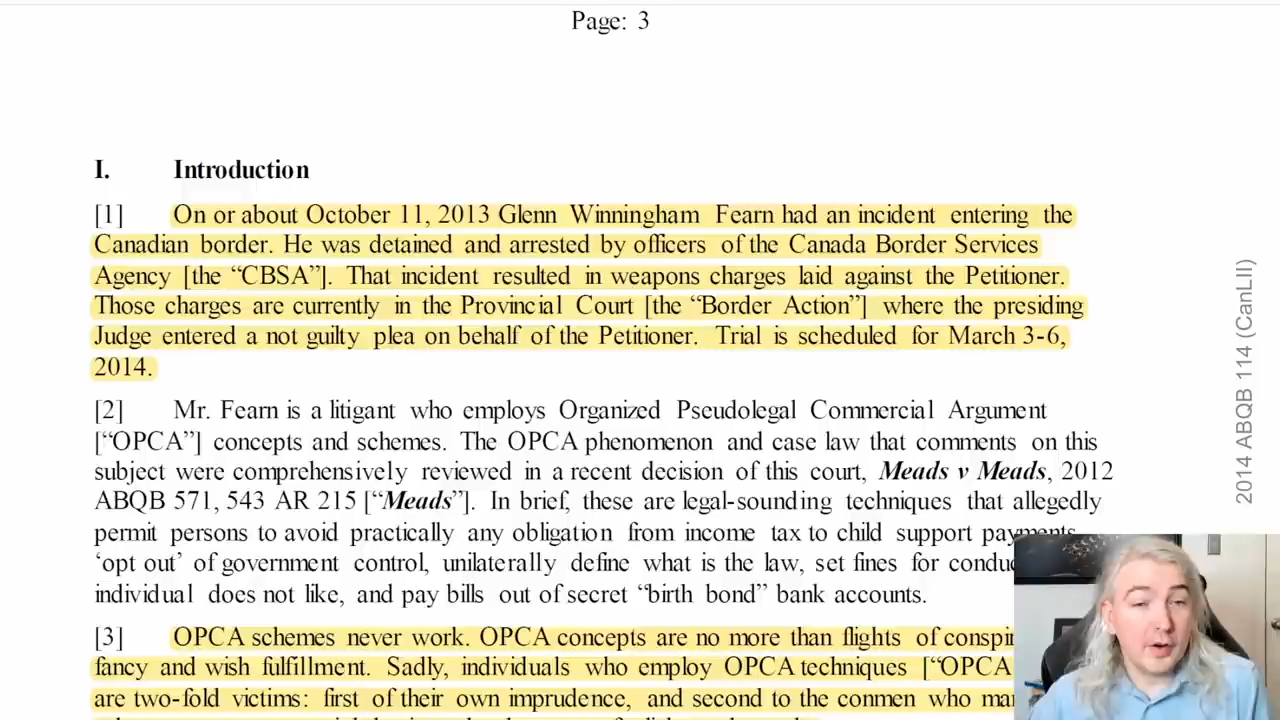 Page: 3
I. Introduction
[1] On or about October 11, 2013 Glenn Winningham Fearn had an incident entering the
Canadian border. He was detained and arrested by officers of the Canada Border Services
Agency [the “CBSA”]. That incident resulted in weapons charges laid against the Petitioner.
Those charges are currently in the Provincial Court [the “Border Action”] where the presiding
Judge entered a not guilty plea on behalf of the Petitioner. Trial is scheduled for March 3-6,
2014.
[2] Mr. Fearn is a litigant who employs Organized Pseudolegal Commercial Argument
[“OPCA”] concepts and schemes. The OPCA phenomenon and case law that comments on this
subject were comprehensively reviewed in a recent decision of this court, Meads v Meads, 2012
ABQB 571, 543 AR 215 [“Meads”]. In brief, these are legal-sounding techniques that allegedly
permit persons to avoid practically any obligation from income tax to child support payments,
‘opt out’ of government control, unilaterally define what is the law, set fines for
individual does not like, and pay bills out of secret “birth bond” bank accounts.
[3] OPCA schemes never work. OPCA concepts are no more than flights of
fancy and wish fulfillment. Sadly, individuals who employ OPCA techniques [“OPCA
are two-fold victims: first of their own imprudence, and second to the conmen who
2014 ABQB 114 (CanLII)